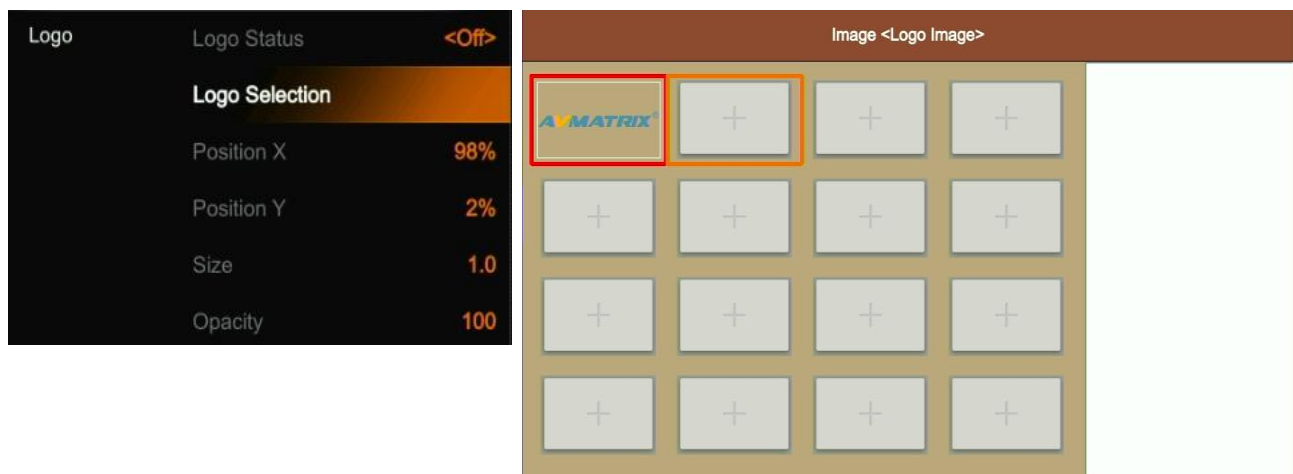 Logo
Logo Status <Off>
Logo Selection
Position X 98%
Position Y 2%
Size 1.0
Opacity 100
Image <Logo Image>
AVMATRIX®